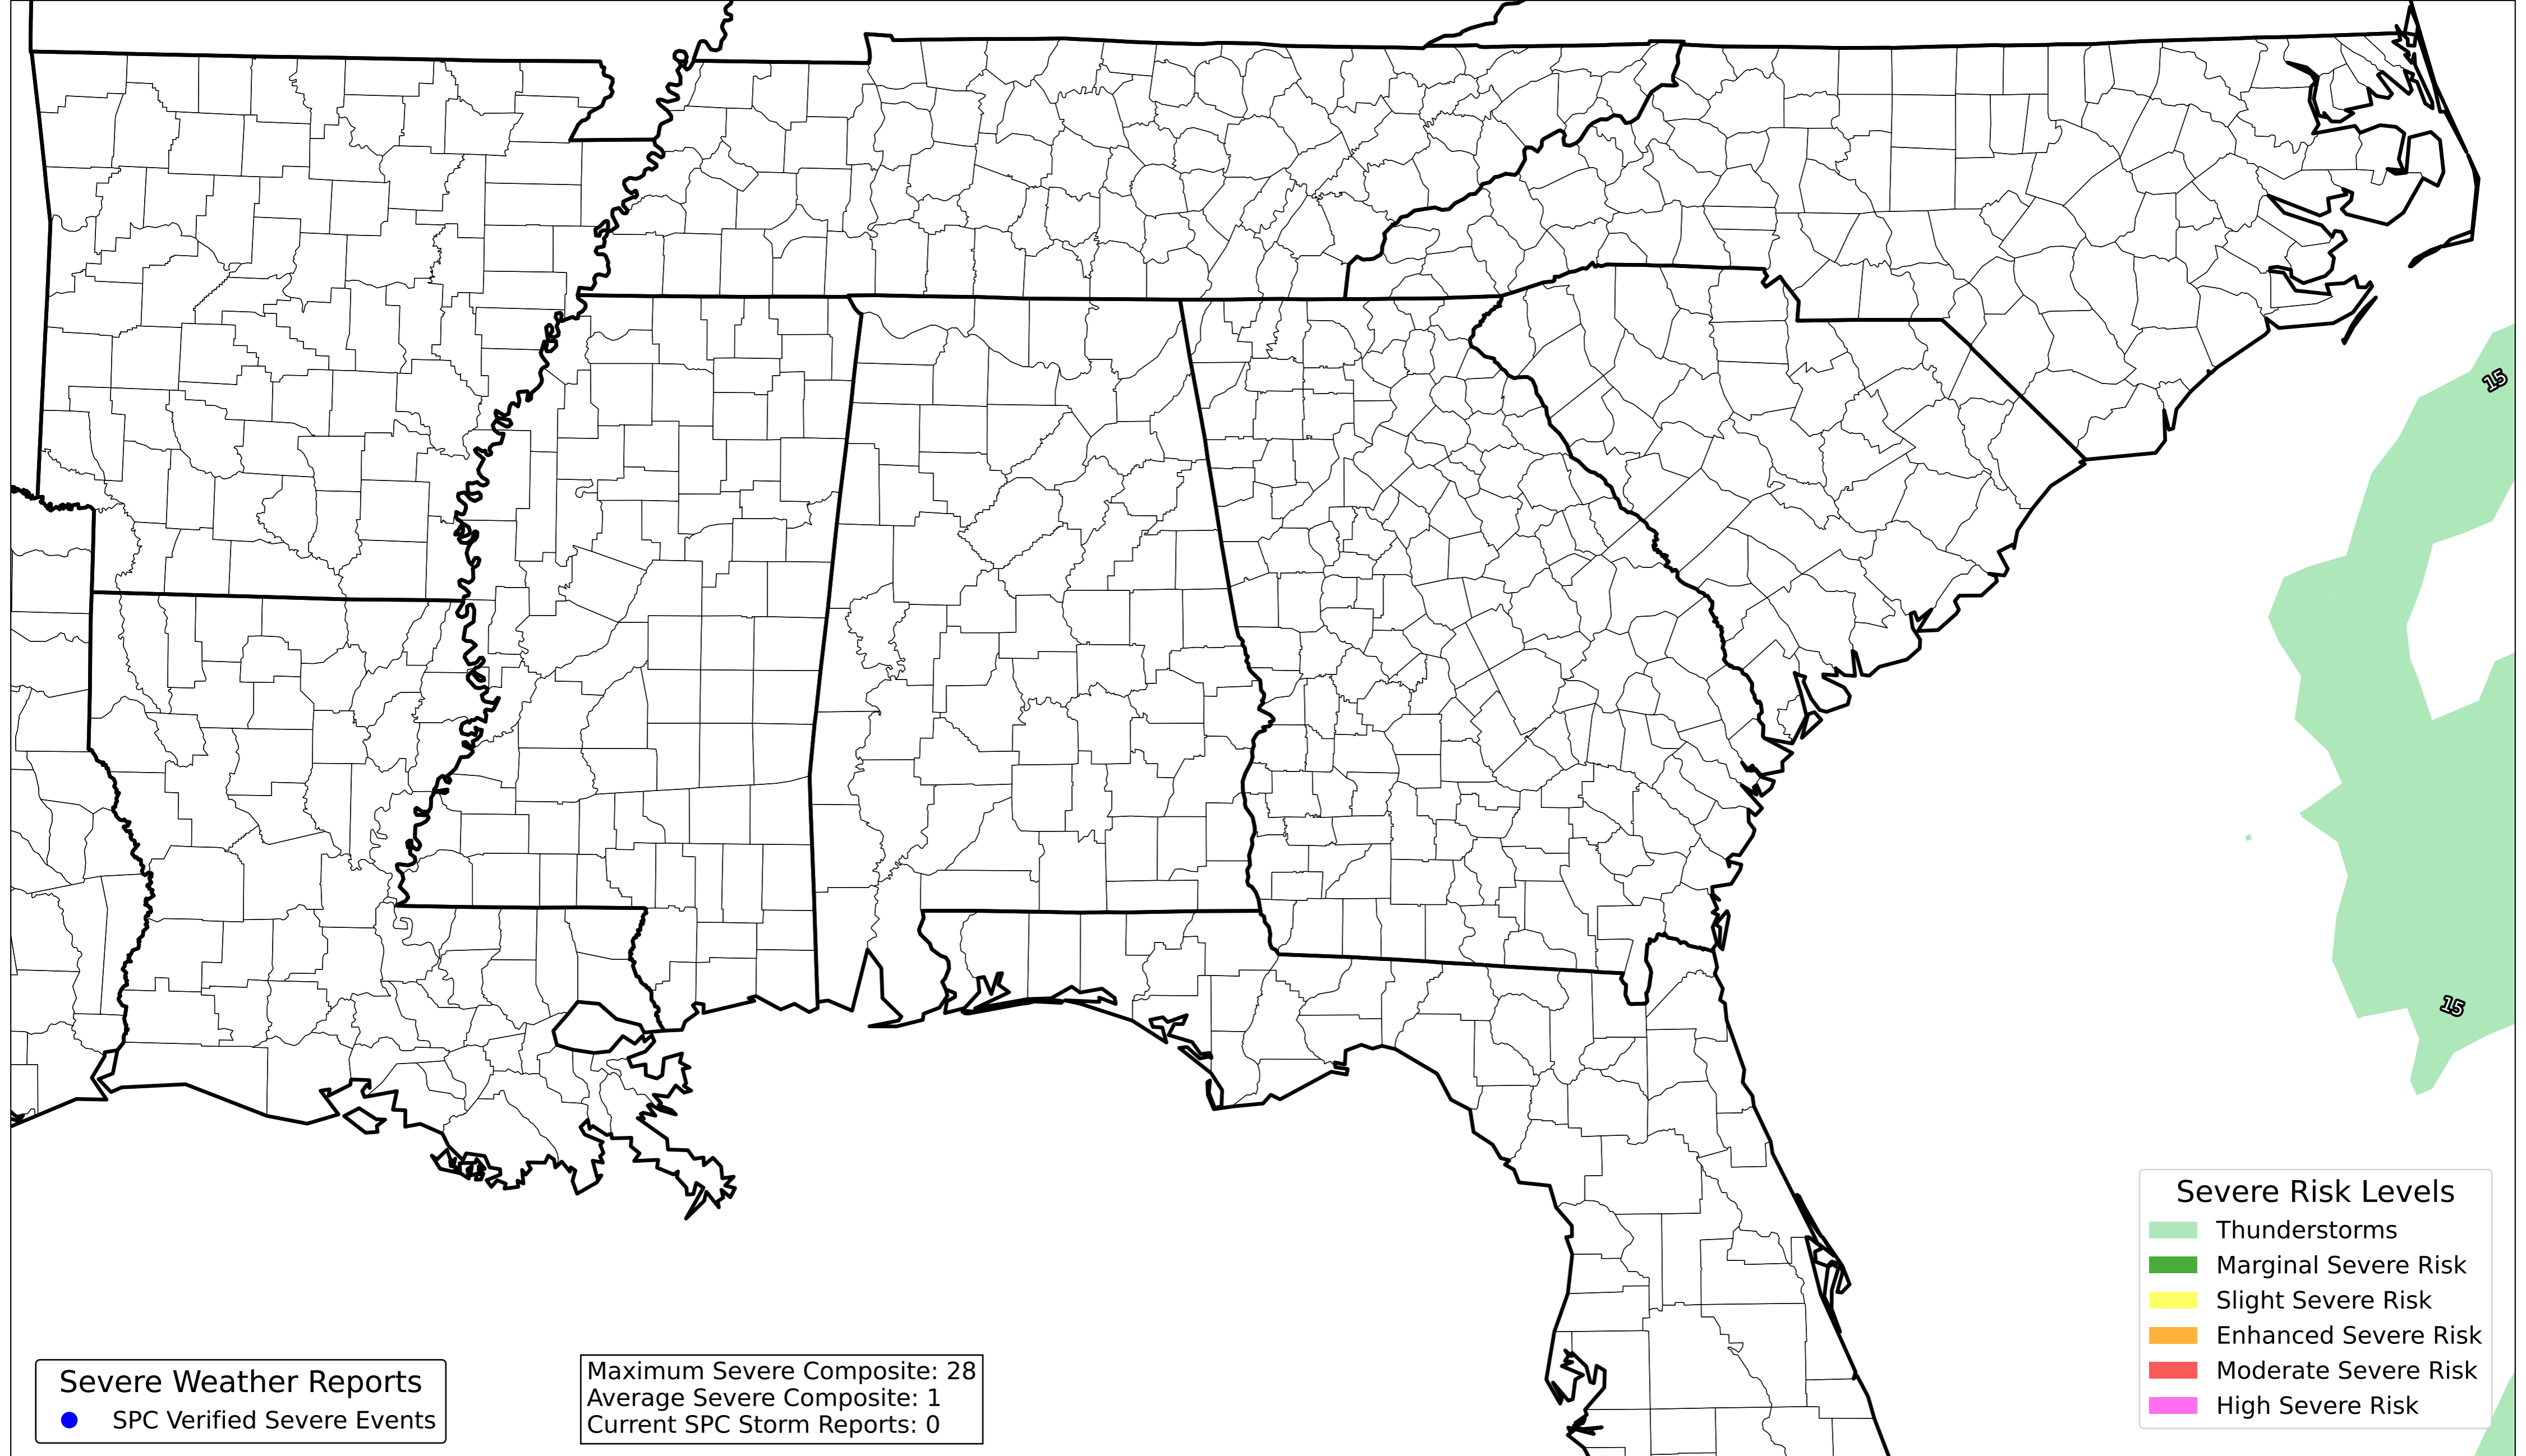 15
15
Severe Risk Levels
Thunderstorms
Marginal Severe Risk
Slight Severe Risk
Enhanced Severe Risk
Moderate Severe Risk
High Severe Risk
Severe Weather Reports
SPC Verified Severe Events
Maximum Severe Composite: 28
Average Severe Composite: 1
Current SPC Storm Reports: 0